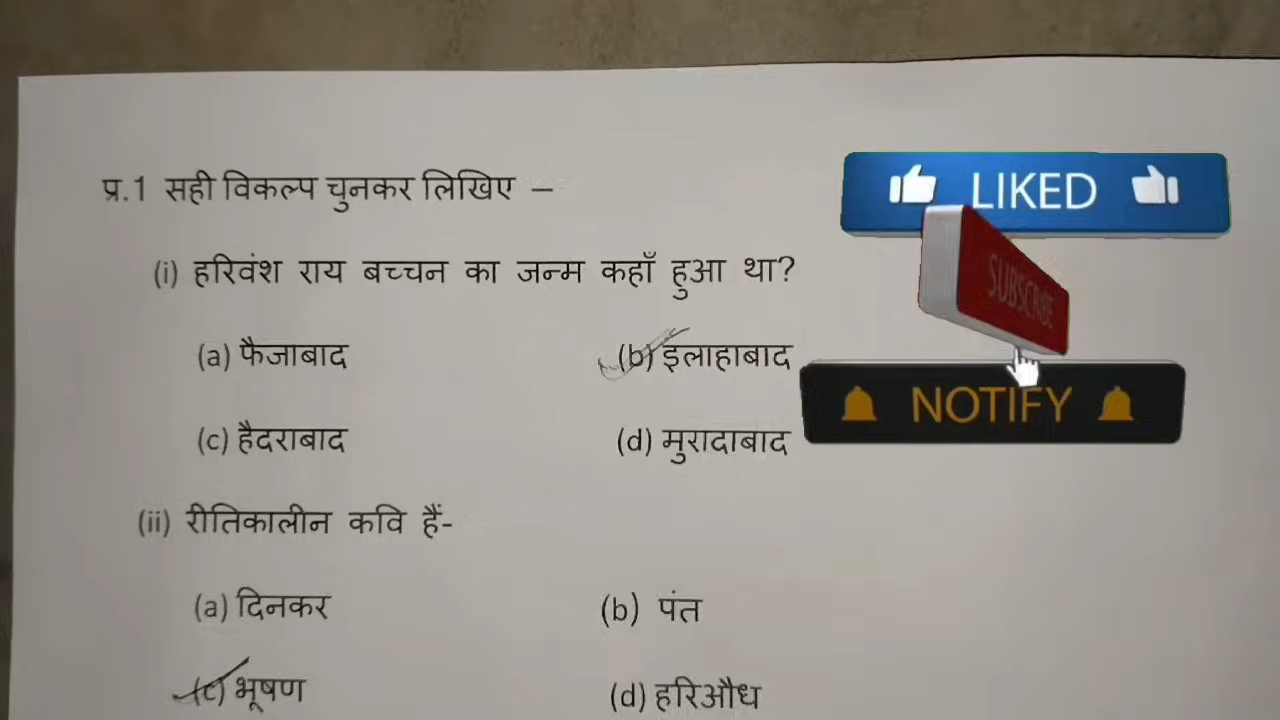 प्र.1 सही विकल्प चुनकर लिखिए –
LIKED
(i) हरिवंश राय बच्चन का जन्म कहाँ हुआ था?
SUBSCRIBE
(a) फैजाबाद (b) इलाहाबाद
NOTIFY
(c) हैदराबाद (d) मुरादाबाद
(ii) रीतिकालीन कवि हैं-
(a) दिनकर (b) पंत
(c) भूषण (d) हरिऔध